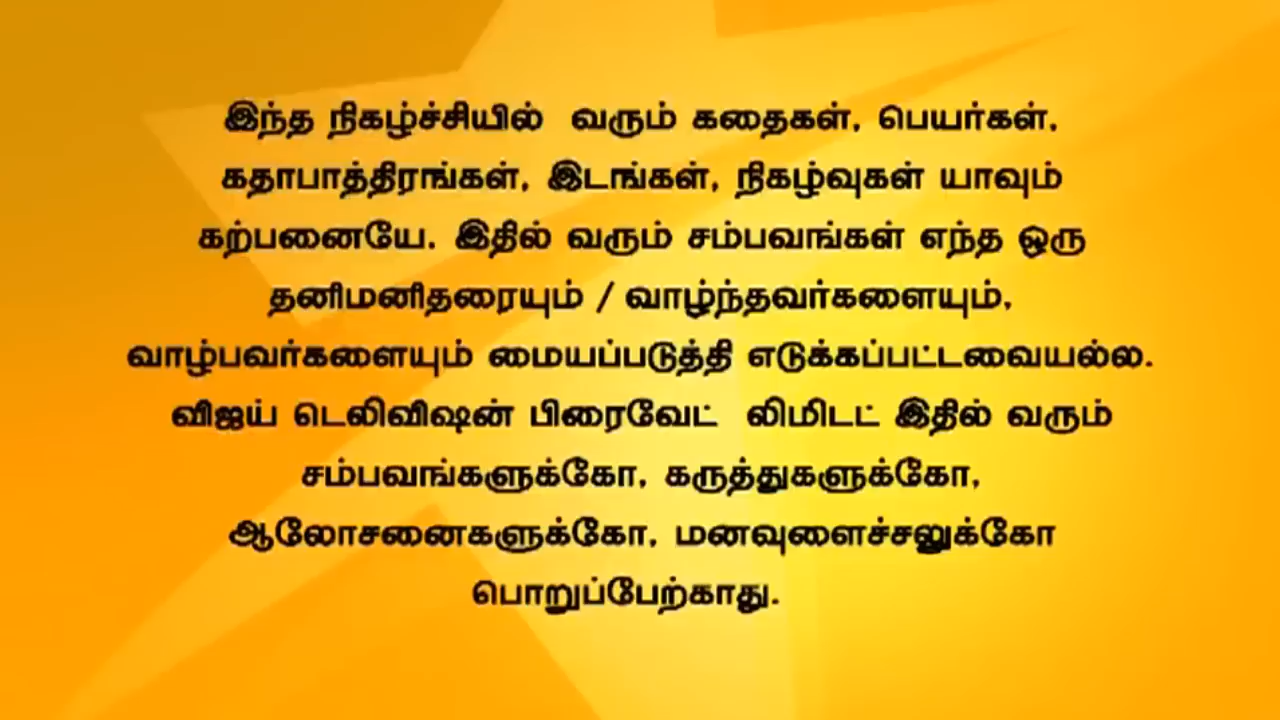 இந்த நிகழ்ச்சியில் வரும் கதைகள், பெயர்கள்,
கதாபாத்திரங்கள், இடங்கள், நிகழ்வுகள் யாவும்
கற்பனையே. இதில் வரும் சம்பவங்கள் எந்த ஒரு
தனிமனிதரையும் / வாழ்ந்தவர்களையும்,
வாழ்பவர்களையும் மையப்படுத்தி எடுக்கப்பட்டவையல்ல.
விஜய் டெலிவிஷன் பிரைவேட் லிமிடட் இதில் வரும்
சம்பவங்களுக்கோ, கருத்துகளுக்கோ,
ஆலோசனைகளுக்கோ, மனவுளைச்சலுக்கோ
பொறுப்பேற்காது.